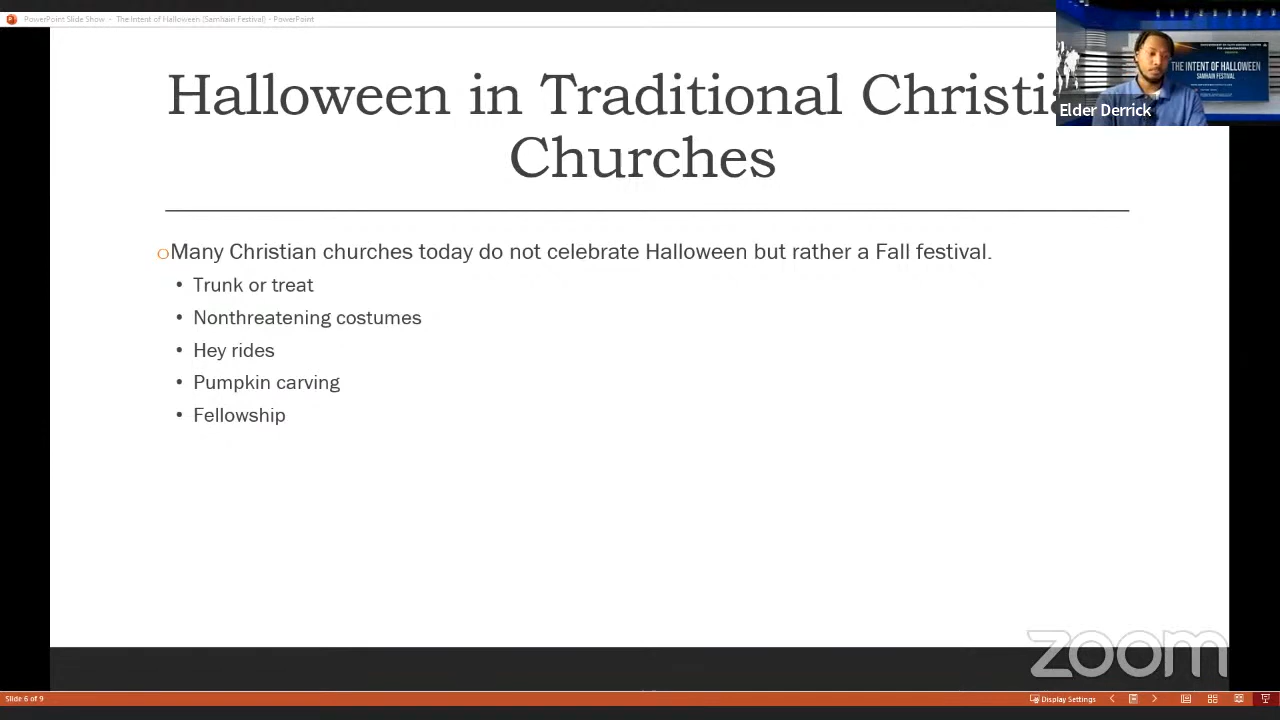 PowerPoint Slide Show - The Intent of Halloween (Samhain Festival) - PowerPoint
Halloween in Traditional Christia
Churches
THE INTENT OF HALLOWEEN
SAMHAIN FESTIVAL
Elder Derrick
Many Christian churches today do not celebrate Halloween but rather a Fall festival.
• Trunk or treat
• Nonthreatening costumes
• Hey rides
• Pumpkin carving
• Fellowship
zoom
Slide 6 of 9
Display Settings